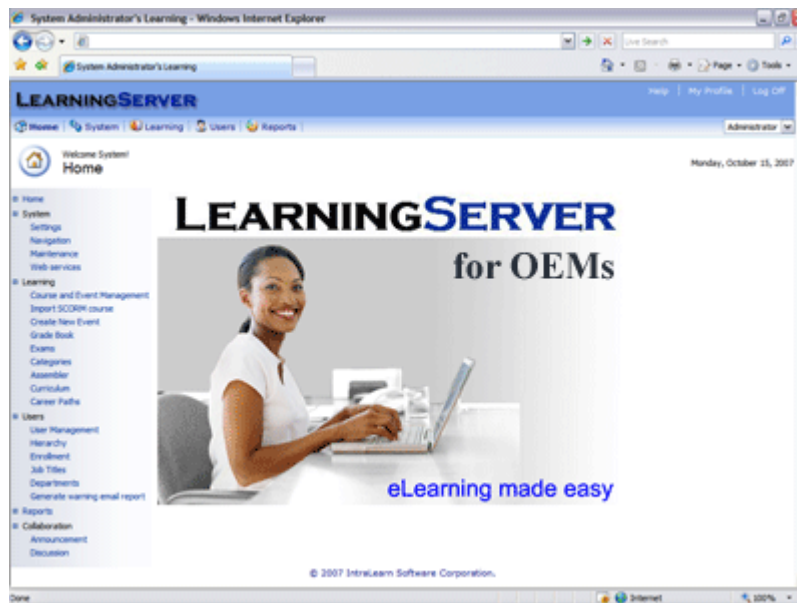 System Administrator's Learning - Windows Internet Explorer
Live Search
System Administrator's Learning
Page
Tools
LEARNINGSERVER
Help | My Profile | Log Off
Home | System | Learning | Users | Reports
Administrator
Welcome System!
Home
Monday, October 15, 2007
Home
System
Settings
Navigation
Maintenance
Web services
Learning
Course and Event Management
Import SCORM course
Create New Event
Grade Book
Exams
Categories
Assembler
Curriculum
Career Paths
Users
User Management
Hierarchy
Enrollment
Job Titles
Departments
Generate warning email report
Reports
Collaboration
Announcement
Discussion
LEARNINGSERVER
for OEMs
eLearning made easy
© 2007 IntraLearn Software Corporation.
Done
Internet
100%